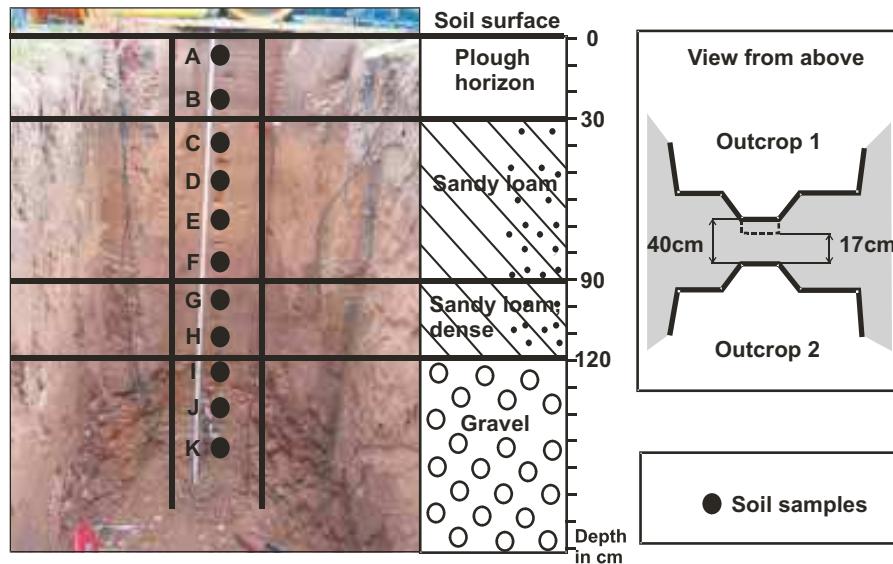 Soil surface
0
A
Plough
horizon
B
30
C
D
Sandy loam
E
F
90
G
Sandy loam,
dense
H
120
I
J
Gravel
K
Depth
in cm
View from above
Outcrop 1
40cm
17cm
Outcrop 2
Soil samples